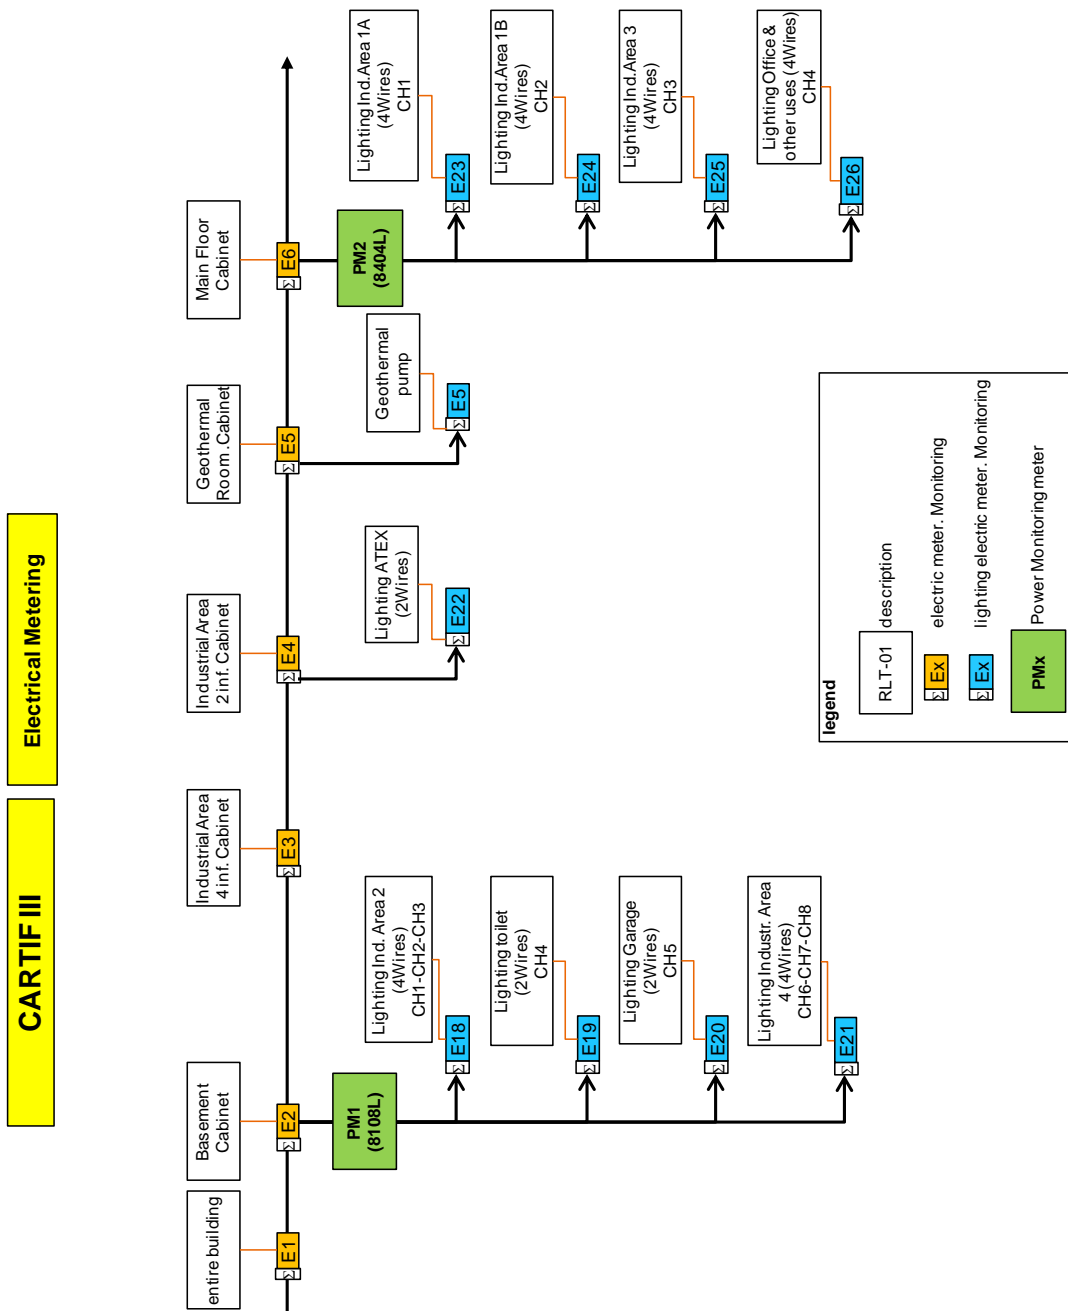 CARTIF III
Electrical Metering
entire building
Basement
Cabinet
Industrial Area
4 inf. Cabinet
Industrial Area
2 inf. Cabinet
Geothermal
Room .Cabinet
Main Floor
Cabinet
Σ E1
Σ E2
Σ E3
Σ E4
Σ E5
Σ E6
PM1
(8108L)
PM2
(8404L)
Lighting Ind. Area 2
(4Wires)
CH1-CH2-CH3
Σ E18
Lighting toilet
(2Wires)
CH4
Σ E19
Lighting Garage
(2Wires)
CH5
Σ E20
Lighting Industr. Area
4 (4Wires)
CH6-CH7-CH8
Σ E21
Lighting ATEX
(2Wires)
Σ E22
Geothermal
pump
Σ E5
Lighting Ind.Area 1A
(4Wires)
CH1
Σ E23
Lighting Ind.Area 1B
(4Wires)
CH2
Σ E24
Lighting Ind.Area 3
(4Wires)
CH3
Σ E25
Lighting Office &
other uses (4Wires)
CH4
Σ E26
legend
RLT-01 description
Σ Ex electric meter. Monitoring
Σ Ex lighting electric meter. Monitoring
PMx Power Monitoring meter